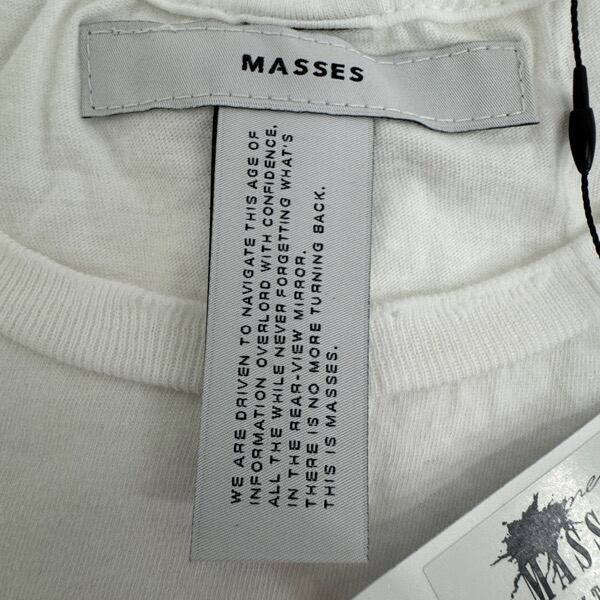 MASSES
WE ARE DRIVEN TO NAVIGATE THIS AGE OF
INFORMATION OVERLORD WITH CONFIDENCE,
ALL THE WHILE NEVER FORGETTING WHAT'S
IN THE REAR-VIEW MIRROR.
THERE IS NO MORE TURNING BACK.
THIS IS MASSES.
MASS